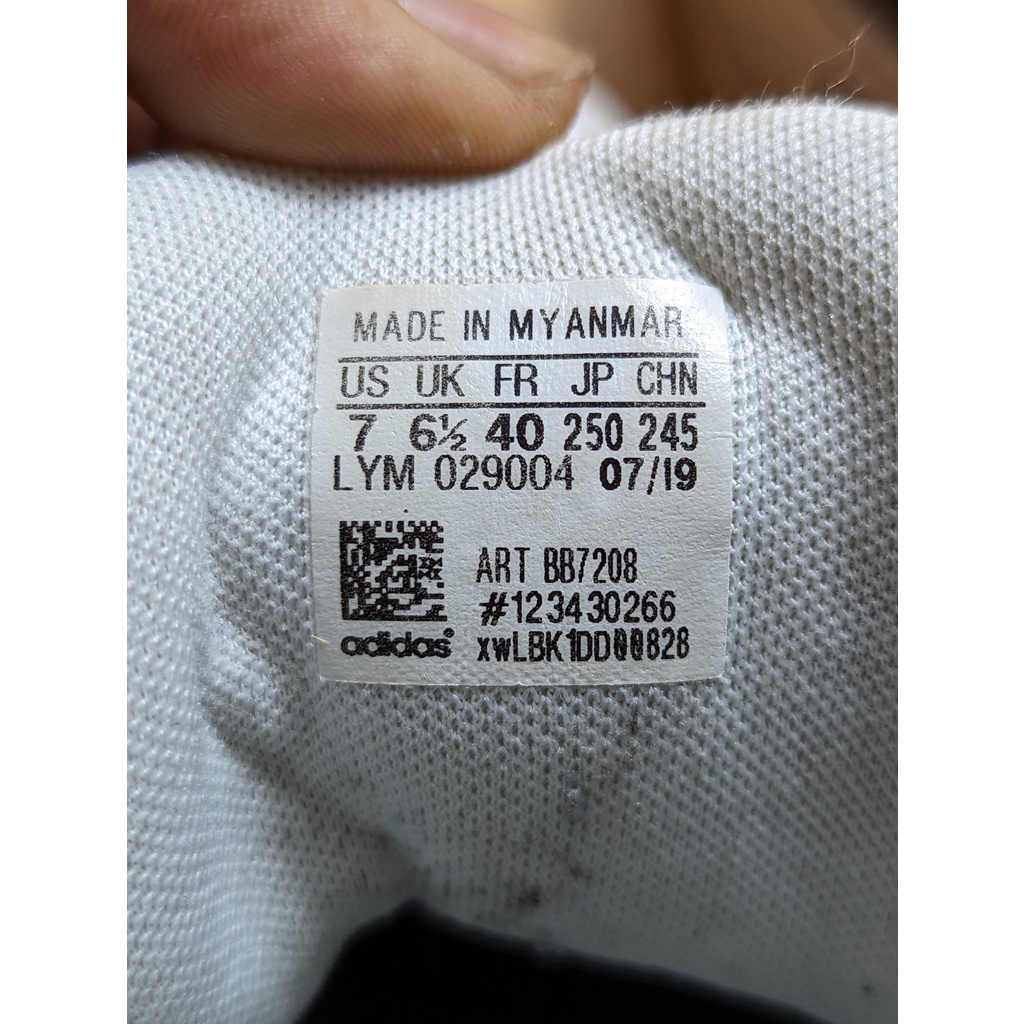 MADE IN MYANMAR
US UK FR JP CHN
7 6½ 40 250 245
LYM 029004 07/19
ART BB7208
#123430266
adidas® xwLBK1DD00828